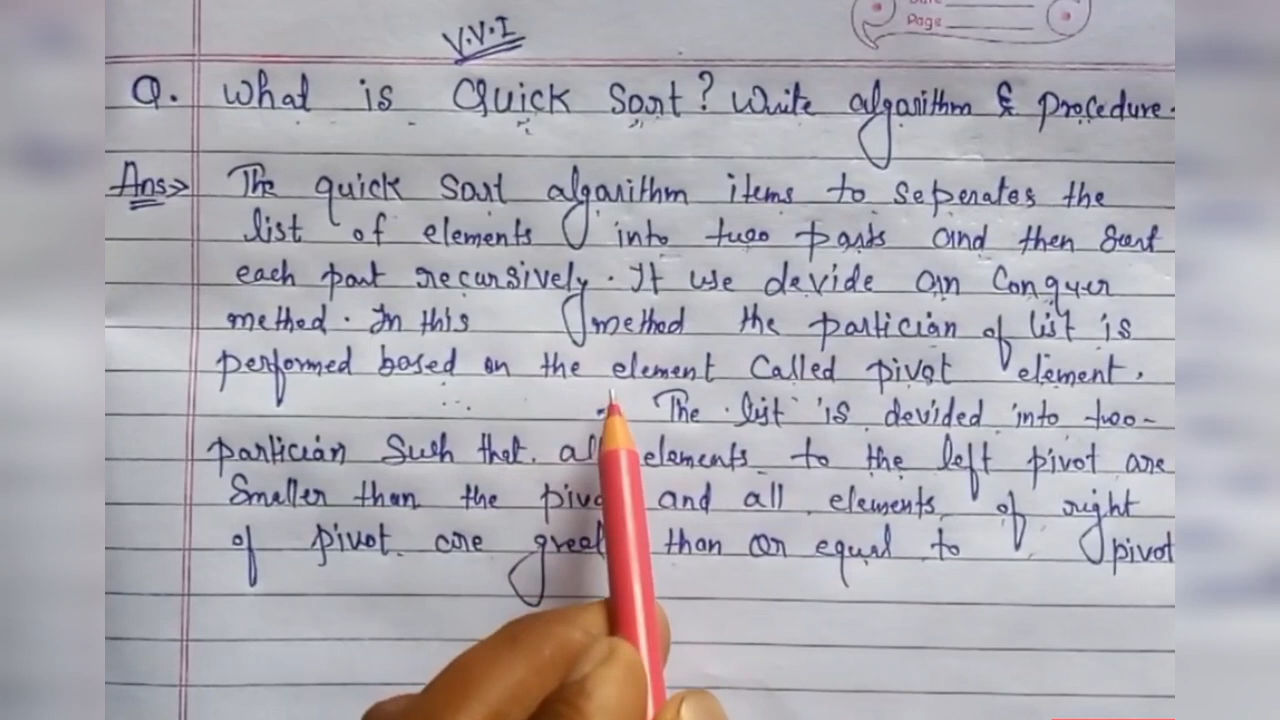 V.V.I
Page
Q. What is Quick Sort? Write algorithm & procedure.
Ans> The quick Sort algorithm items to seperates the
list of elements into two parts and then Sort
each part recursively. It use devide an Conquer
method. In this method the partician of list is
performed based on the element Called pivot element.
The list is devided into two-
partician Such that. all elements to the left pivot are
Smaller than the and all elements of right
of pivot are than or equal to pivot